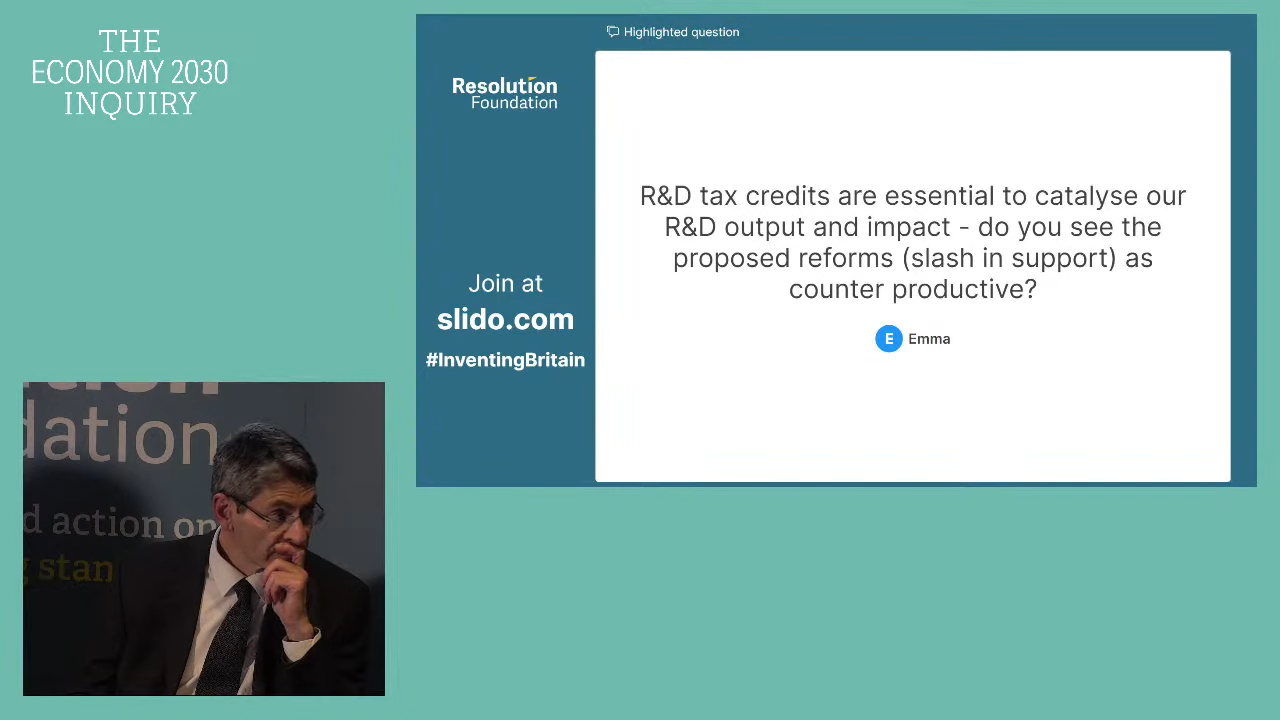 THE
ECONOMY 2030
INQUIRY
Highlighted question
Resolution
Foundation
Join at
slido.com
#InventingBritain
R&D tax credits are essential to catalyse our
R&D output and impact - do you see the
proposed reforms (slash in support) as
counter productive?
E Emma
dation
d action on
g stan